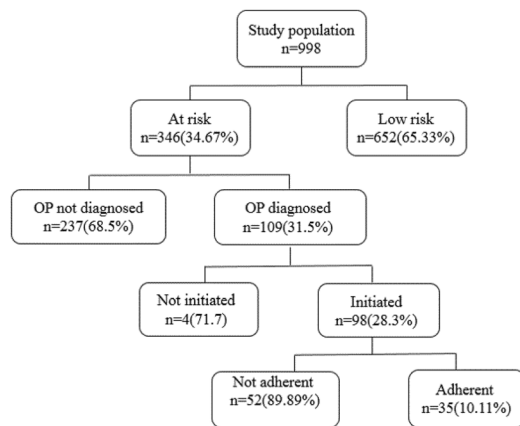 Study population
n=998
At risk
n=346(34.67%)
Low risk
n=652(65.33%)
OP not diagnosed
n=237(68.5%)
OP diagnosed
n=109(31.5%)
Not initiated
n=4(71.7)
Initiated
n=98(28.3%)
Not adherent
n=52(89.89%)
Adherent
n=35(10.11%)